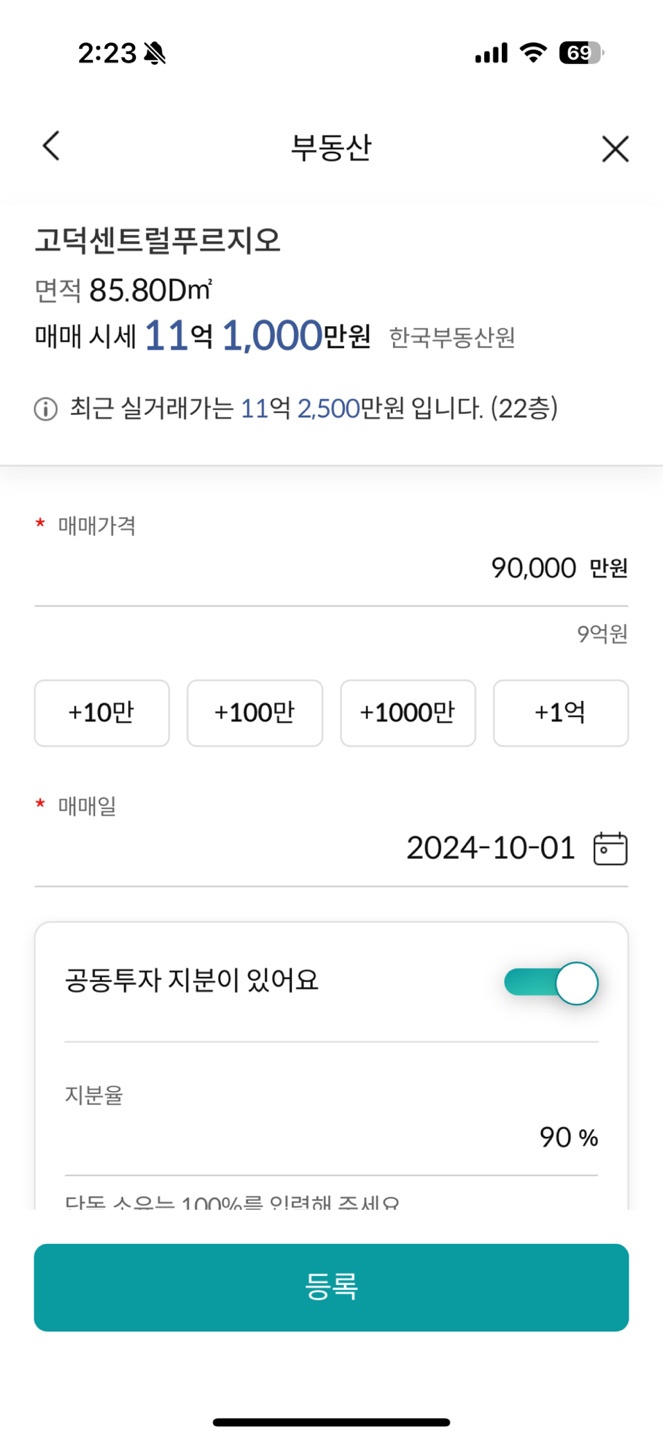 2:23
69
부동산
고덕센트럴푸르지오
면적 85.80D㎡
매매 시세 11억 1,000만원 한국부동산원
최근 실거래가는 11억 2,500만원 입니다. (22층)
* 매매가격
90,000 만원
9억원
+10만 +100만 +1000만 +1억
* 매매일
2024-10-01
공동투자 지분이 있어요
지분율
90 %
단독 소유는 100%를 입력해 주세요
등록